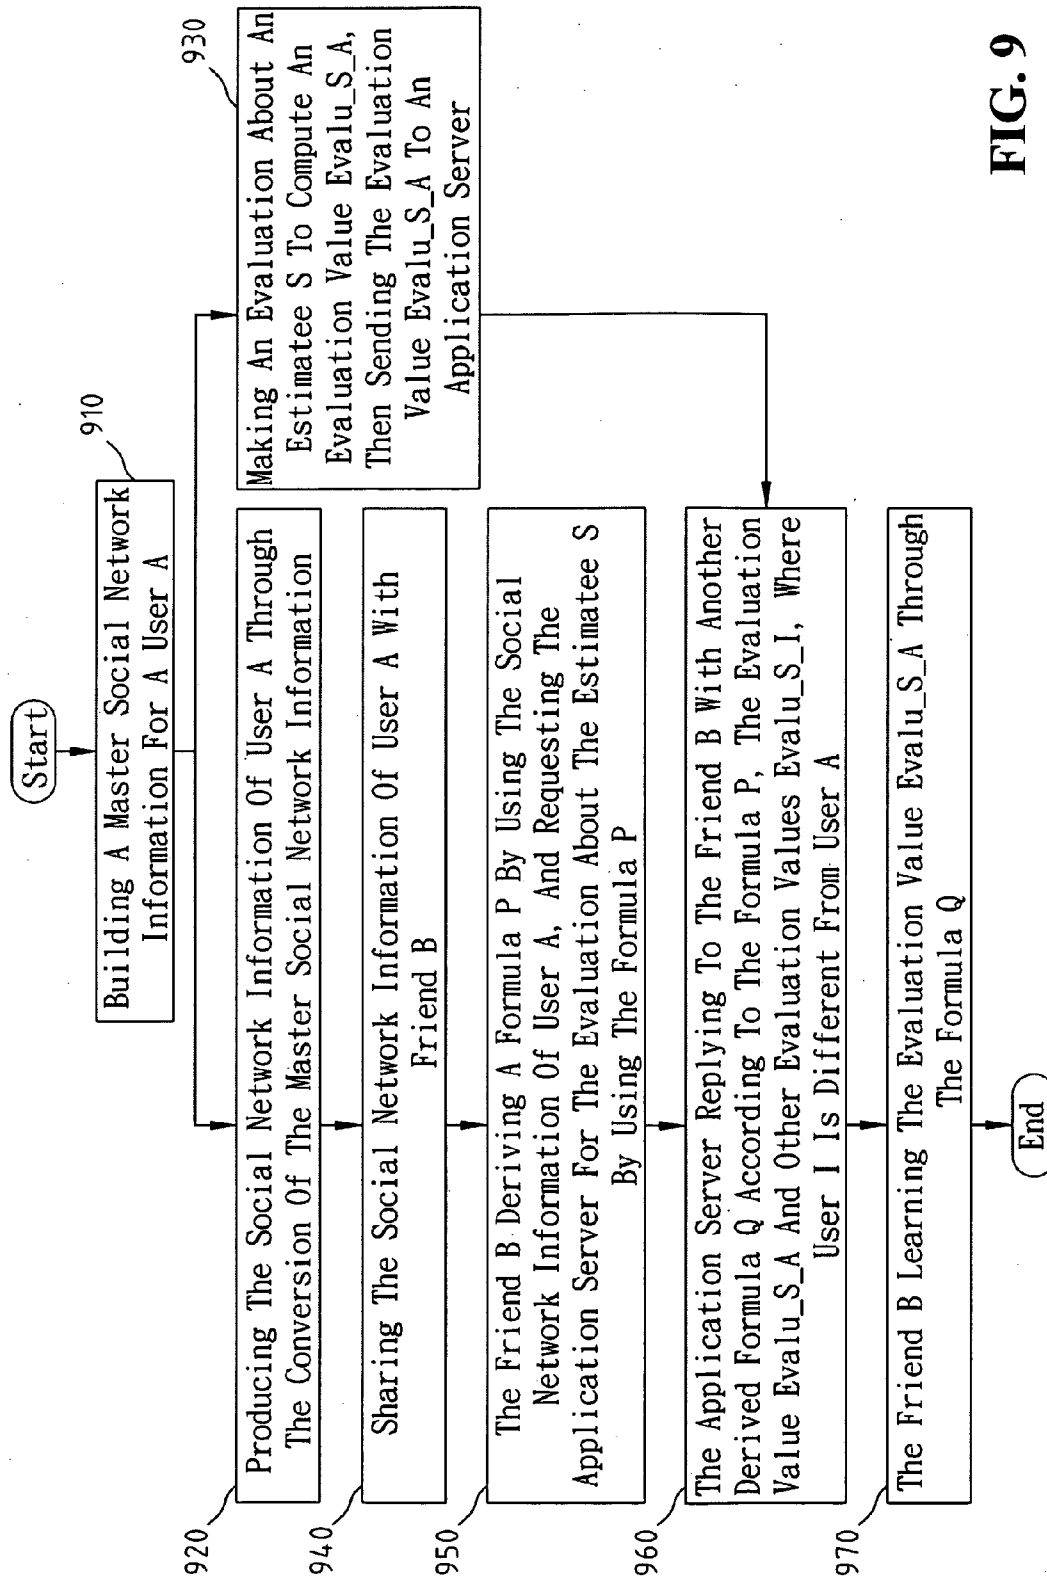 Start
910
Building A Master Social Network
Information For A User A
920
Producing The Social Network Information Of User A Through
The Conversion Of The Master Social Network Information
930
Making An Evaluation About An
Estimatee S To Compute An
Evaluation Value Evalu_S_A,
Then Sending The Evaluation
Value Evalu_S_A To An
Application Server
940
Sharing The Social Network Information Of User A With
Friend B
950
The Friend B Deriving A Formula P By Using The Social
Network Information Of User A, And Requesting The
Application Server For The Evaluation About The Estimatee S
By Using The Formula P
960
The Application Server Replying To The Friend B With Another
Derived Formula Q According To The Formula P, The Evaluation
Value Evalu_S_A And Other Evaluation Values Evalu_S_I, Where
User I Is Different From User A
970
The Friend B Learning The Evaluation Value Evalu_S_A Through
The Formula Q
End
FIG. 9